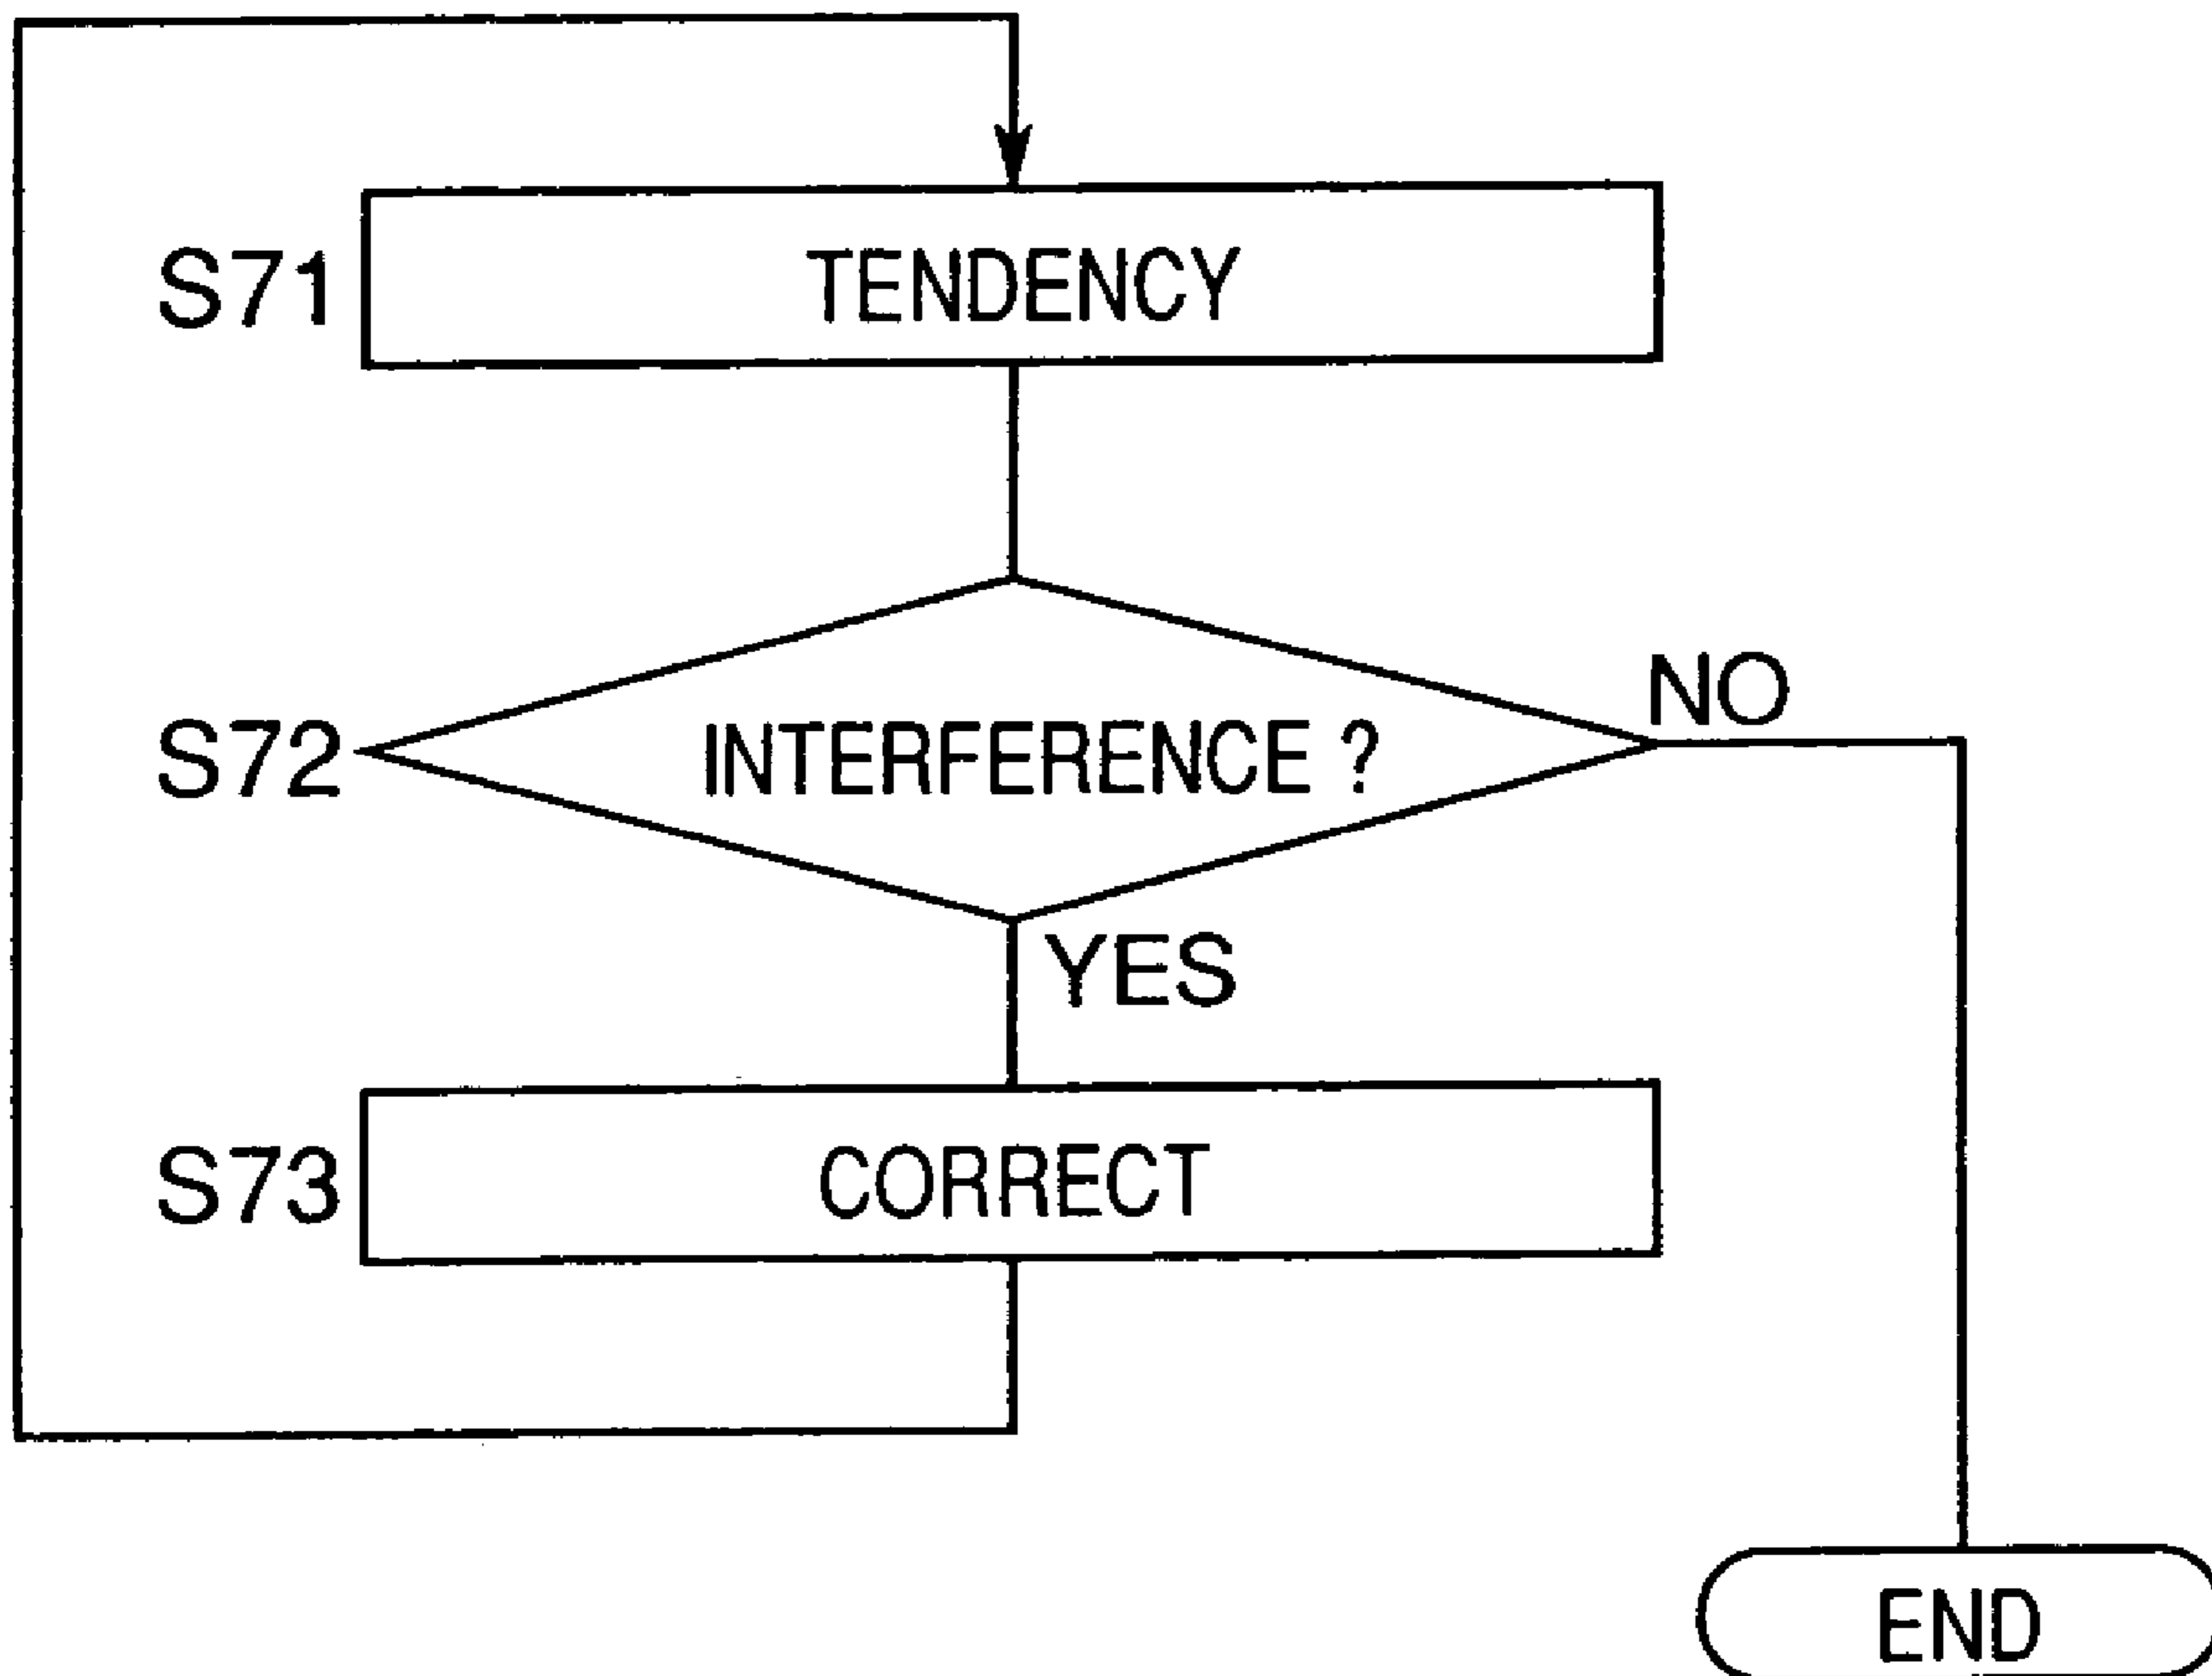 S71
TENDENCY
S72
INTERFERENCE ?
NO
YES
S73
CORRECT
END